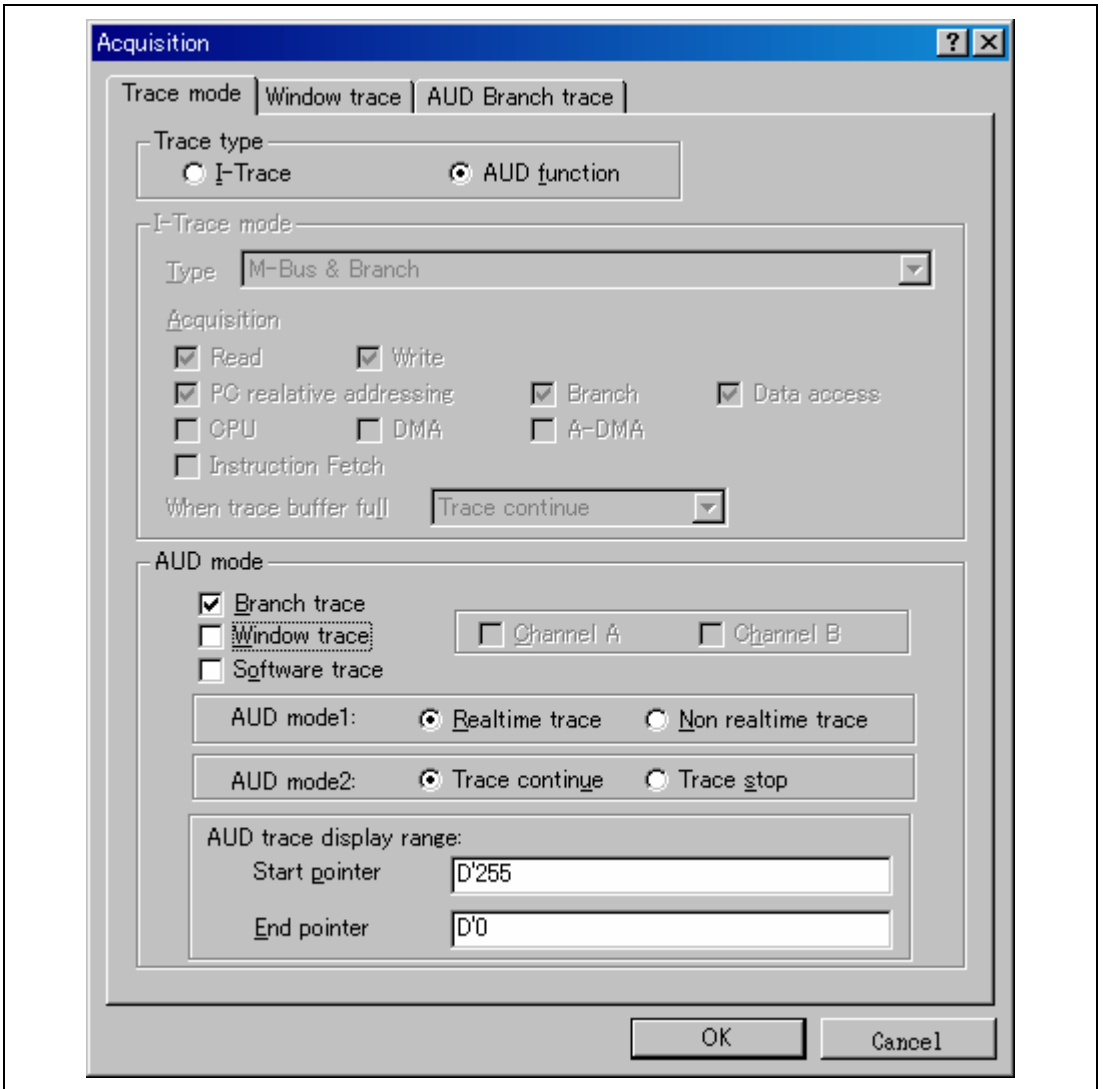 Acquisition
Trace mode Window trace AUD Branch trace
Trace type
I-Trace AUD function
I-Trace mode
Type M-Bus & Branch
Acquisition
Read Write
PC realative addressing Branch Data access
CPU DMA A-DMA
Instruction Fetch
When trace buffer full Trace continue
AUD mode
Branch trace
Window trace Channel A Channel B
Software trace
AUD mode1: Realtime trace Non realtime trace
AUD mode2: Trace continue Trace stop
AUD trace display range:
Start pointer D'255
End pointer D'0
OK Cancel